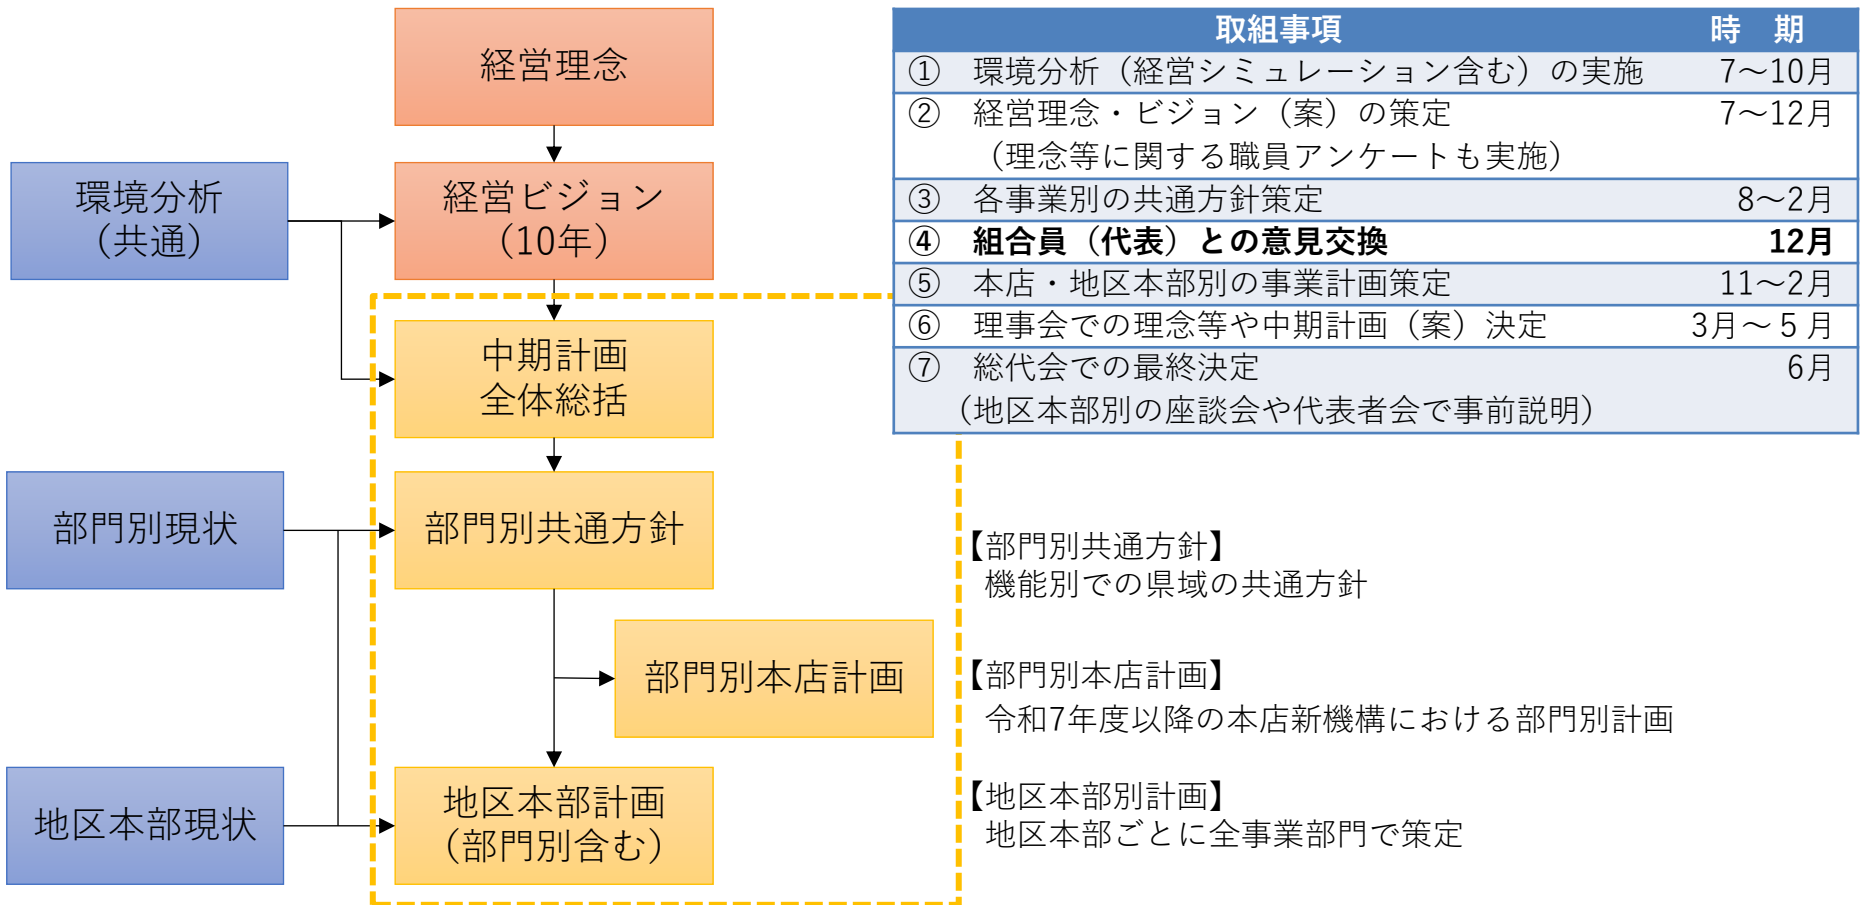 経営理念
環境分析
（共通）
経営ビジョン
（10年）
中期計画
全体総括
部門別現状
部門別共通方針
部門別本店計画
地区本部現状
地区本部計画
（部門別含む）
取組事項 時　期
① 環境分析（経営シミュレーション含む）の実施 7～10月
② 経営理念・ビジョン（案）の策定 7～12月
（理念等に関する職員アンケートも実施）
③ 各事業別の共通方針策定 8～2月
④ 組合員（代表）との意見交換 12月
⑤ 本店・地区本部別の事業計画策定 11～2月
⑥ 理事会での理念等や中期計画（案）決定 3月～５月
⑦ 総代会での最終決定 6月
（地区本部別の座談会や代表者会で事前説明）
【部門別共通方針】
機能別での県域の共通方針
【部門別本店計画】
令和7年度以降の本店新機構における部門別計画
【地区本部別計画】
地区本部ごとに全事業部門で策定